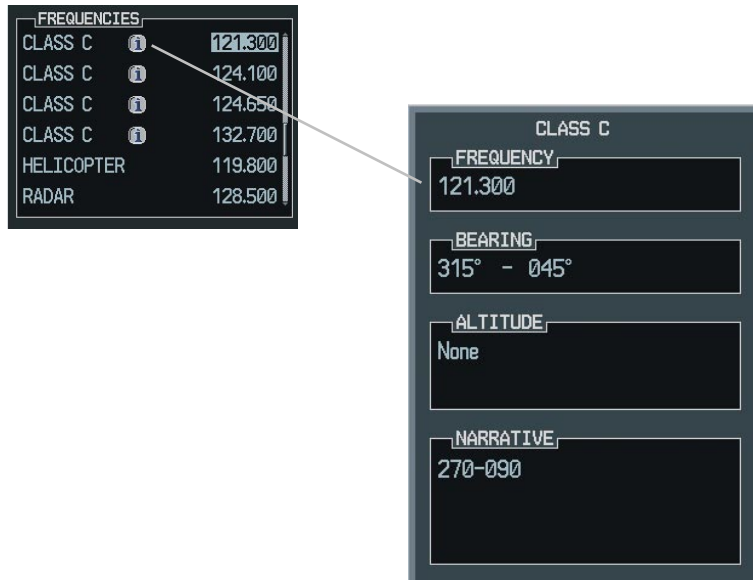 FREQUENCIES
CLASS C i 121.300
CLASS C i 124.100
CLASS C i 124.650
CLASS C i 132.700
HELICOPTER 119.800
RADAR 128.500
CLASS C
FREQUENCY
121.300
BEARING
315° - 045°
ALTITUDE
None
NARRATIVE
270-090